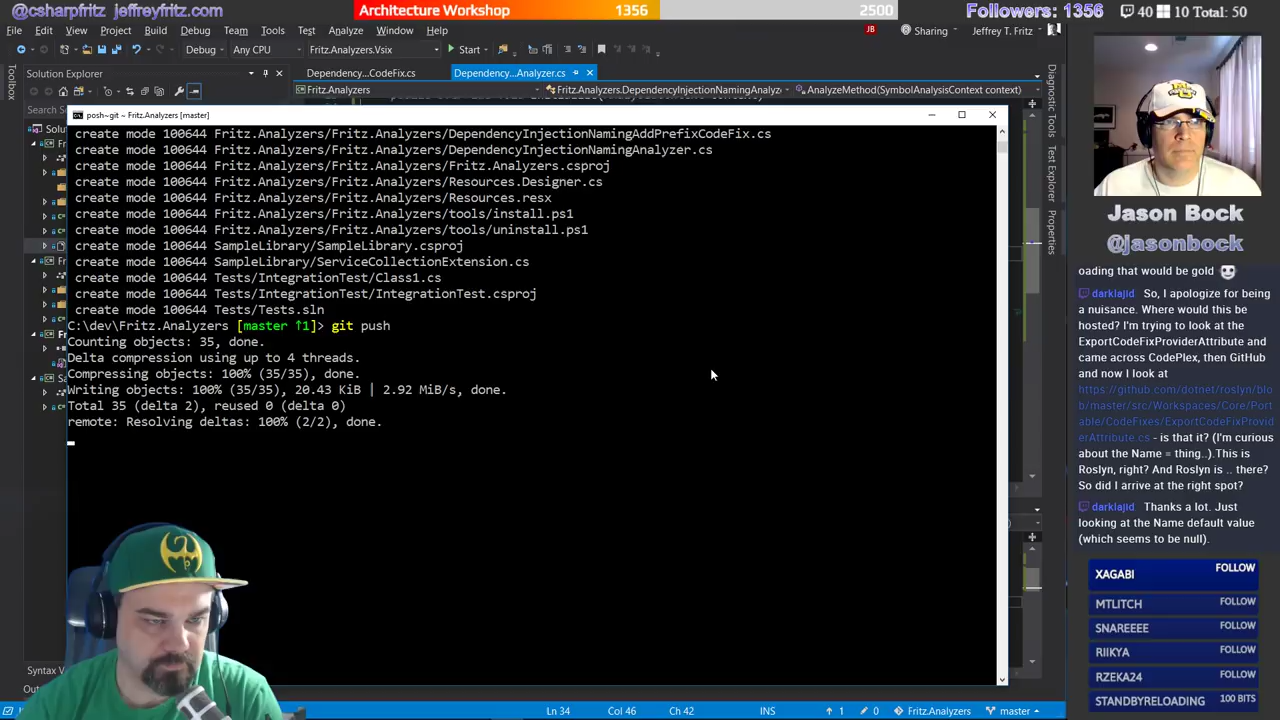 @csharpfritz jeffreyfritz.com
Architecture Workshop 1356 2500
Followers: 1356 40 10 Total: 50
File Edit View Project Build Debug Team Tools Test Analyze Window Help
JB Sharing Jeffrey T. Fritz
Debug Any CPU Fritz.Analyzers.Vsix Start
Toolbox
Solution Explorer
Dependency...CodeFix.cs Dependency...Analyzer.cs
Fritz.Analyzers Fritz.Analyzers.DependencyInjectionNamingAnalyz AnalyzeMethod(SymbolAnalysisContext context)
Search S
posh~git ~ Fritz.Analyzers [master]
create mode 100644 Fritz.Analyzers/Fritz.Analyzers/DependencyInjectionNamingAddPrefixCodeFix.cs
create mode 100644 Fritz.Analyzers/Fritz.Analyzers/DependencyInjectionNamingAnalyzer.cs
create mode 100644 Fritz.Analyzers/Fritz.Analyzers/Fritz.Analyzers.csproj
create mode 100644 Fritz.Analyzers/Fritz.Analyzers/Resources.Designer.cs
create mode 100644 Fritz.Analyzers/Fritz.Analyzers/Resources.resx
create mode 100644 Fritz.Analyzers/Fritz.Analyzers/tools/install.ps1
create mode 100644 Fritz.Analyzers/Fritz.Analyzers/tools/uninstall.ps1
create mode 100644 SampleLibrary/SampleLibrary.csproj
create mode 100644 SampleLibrary/ServiceCollectionExtension.cs
create mode 100644 Tests/IntegrationTest/Class1.cs
create mode 100644 Tests/IntegrationTest/IntegrationTest.csproj
create mode 100644 Tests/Tests.sln
C:\dev\Fritz.Analyzers [master ↑1]> git push
Counting objects: 35, done.
Delta compression using up to 4 threads.
Compressing objects: 100% (35/35), done.
Writing objects: 100% (35/35), 20.43 KiB | 2.92 MiB/s, done.
Total 35 (delta 2), reused 0 (delta 0)
remote: Resolving deltas: 100% (2/2), done.
Diagnostic Tools
Test Explorer
Properties
Jason Bock
@jasonbock
oading that would be gold
darklajid: So, I apologize for being
a nuisance. Where would this be
hosted? I'm trying to look at the
ExportCodeFixProviderAttribute and
came across CodePlex, then GitHub
and now I look at
https://github.com/dotnet/roslyn/blo
b/master/src/Workspaces/Core/Port
able/CodeFixes/ExportCodeFixProvid
erAttribute.cs - is that it? (I'm curious
about the Name = thing..).This is
Roslyn, right? And Roslyn is .. there?
So did I arrive at the right spot?
darklajid: Thanks a lot. Just
looking at the Name default value
(which seems to be null).
XAGABI FOLLOW
MTLITCH FOLLOW
SNAREEEE FOLLOW
RIIKYA FOLLOW
RZEKA24 FOLLOW
STANDBYRELOADING 100 BITS
Syntax V
Ln 34 Col 46 Ch 42 INS 1 0 Fritz.Analyzers master